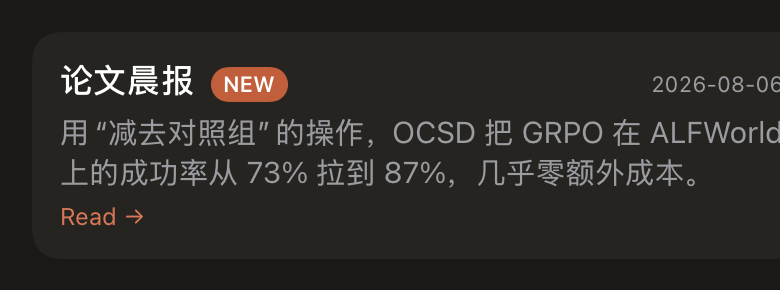 论文晨报 NEW 2026-08-06
用 “减去对照组” 的操作，OCSD 把 GRPO 在 ALFWorld
上的成功率从 73% 拉到 87%，几乎零额外成本。
Read →